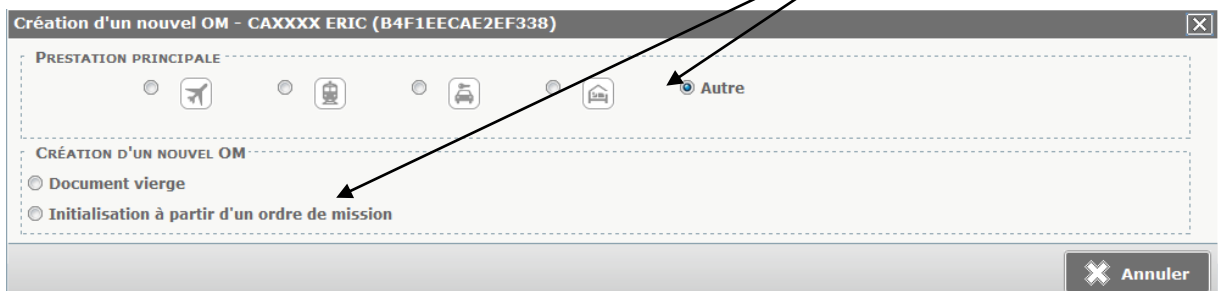 Création d'un nouvel OM - CAXXXX ERIC (B4F1EECAE2EF338)
PRESTATION PRINCIPALE
Autre
CRÉATION D'UN NOUVEL OM
Document vierge
Initialisation à partir d'un ordre de mission
Annuler